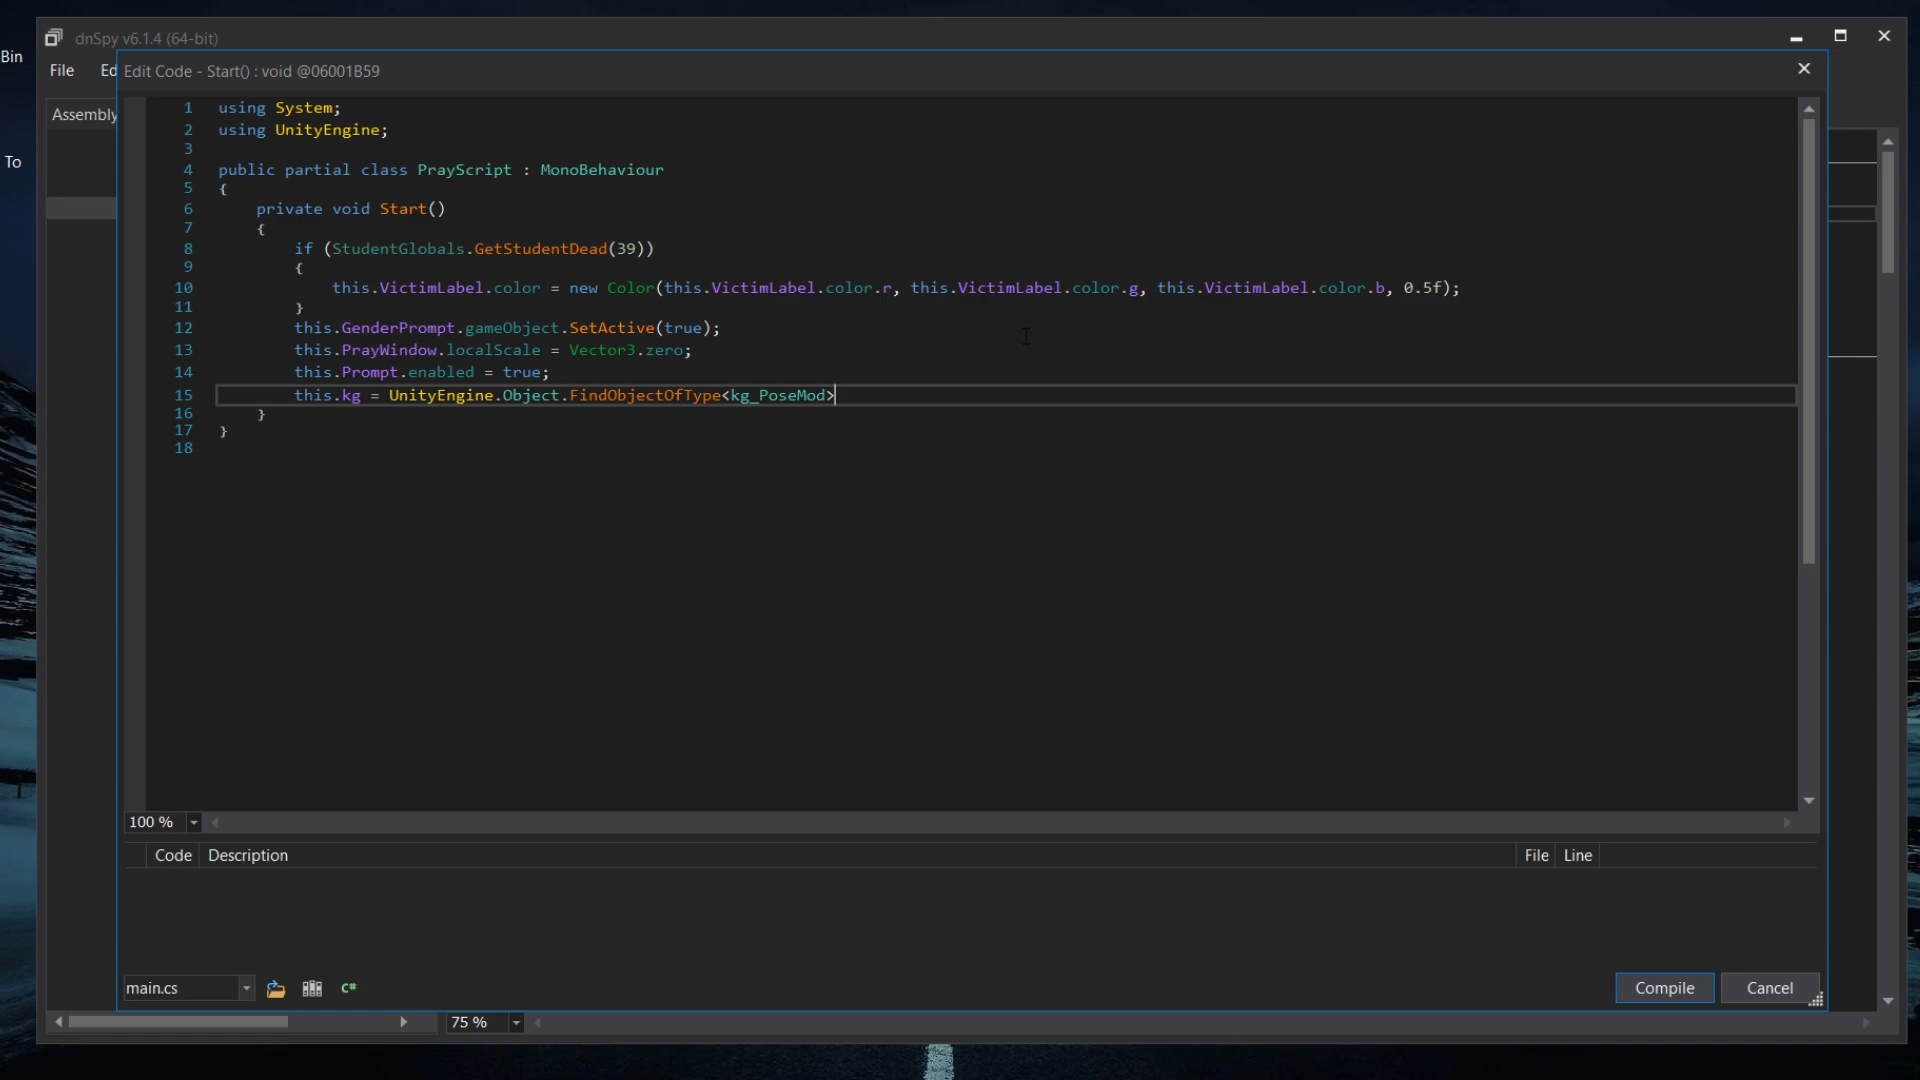 Bin
dnSpy v6.1.4 (64-bit)
File Ed
Edit Code - Start() : void @06001B59
Assembly
To
1 using System;
2 using UnityEngine;
3
4 public partial class PrayScript : MonoBehaviour
5 {
6 private void Start()
7 {
8 if (StudentGlobals.GetStudentDead(39))
9 {
10 this.VictimLabel.color = new Color(this.VictimLabel.color.r, this.VictimLabel.color.g, this.VictimLabel.color.b, 0.5f);
11 }
12 this.GenderPrompt.gameObject.SetActive(true);
13 this.PrayWindow.localScale = Vector3.zero;
14 this.Prompt.enabled = true;
15 this.kg = UnityEngine.Object.FindObjectOfType<kg_PoseMod>
16 }
17 }
18
100 %
Code Description File Line
main.cs C# Compile Cancel
75 %